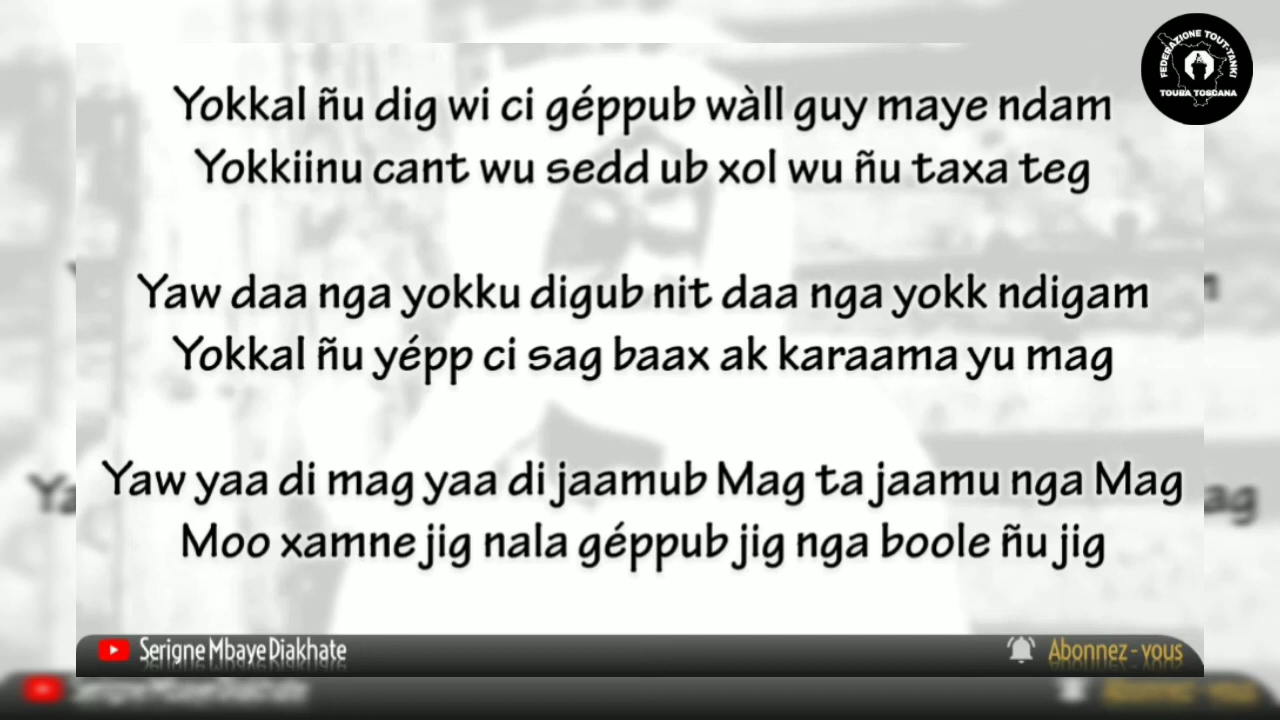 FEDERAZIONE TOUT-TANKI
TOUBA TOSCANA
Yokkal ñu dig wi ci géppub wàll guy maye ndam
Yokkiinu cant wu sedd ub xol wu ñu taxa teg
Yaw daa nga yokku digub nit daa nga yokk ndigam
Yokkal ñu yépp ci sag baax ak karaama yu mag
Yaw yaa di mag yaa di jaamub Mag ta jaamu nga Mag
Moo xamne jig nala géppub jig nga boole ñu jig
Serigne Mbaye Diakhate
Abonnez - vous